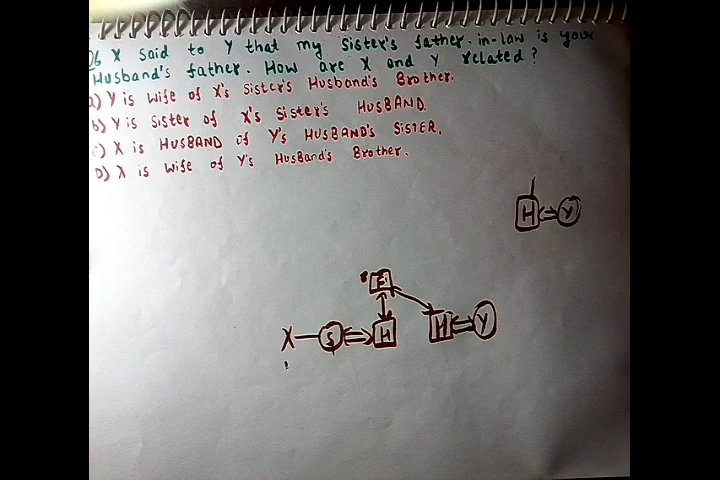 Q6 X said to Y that my sister's father-in-law is your
Husband's father. How are X and Y related?
a) Y is wife of X's Sister's Husband's Brother.
b) Y is Sister of X's Sister's HUSBAND.
c) X is HUSBAND of Y's HUSBAND'S SISTER.
D) X is wife of Y's Husband's Brother.
H Y
F
X S H H Y